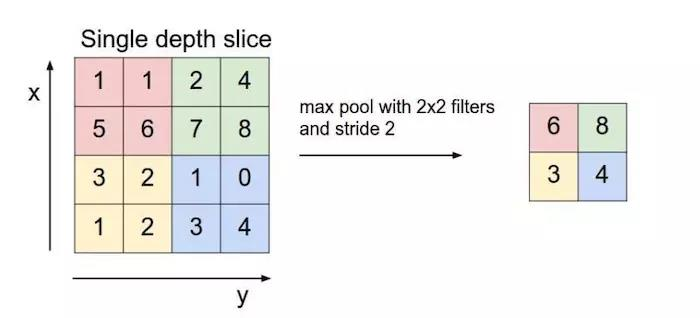 Single depth slice
x
1 1 2 4
5 6 7 8
3 2 1 0
1 2 3 4
y
max pool with 2x2 filters
and stride 2
6 8
3 4